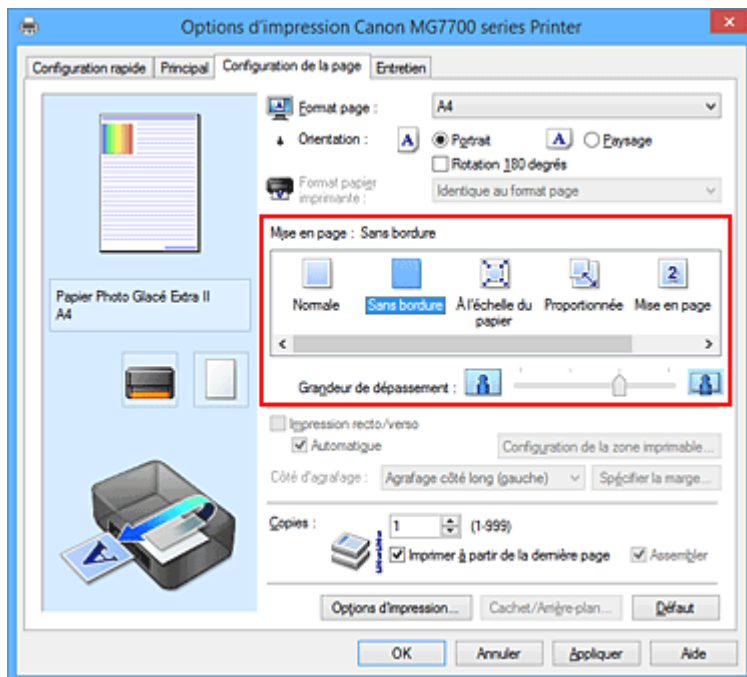 Options d'impression Canon MG7700 series Printer
Configuration rapide Principal Configuration de la page Entretien
Format page : A4
Orientation : A Portrait A Paysage
Rotation 180 degrés
Format papier imprimante : Identique au format page
Mise en page : Sans bordure
2
Normale Sans bordure À l'échelle du papier Proportionnée Mise en page
Grandeur de dépassement :
Papier Photo Glacé Extra II
A4
Impression recto/verso
Automatique Configuration de la zone imprimable...
Côté d'agrafage : Agrafage côté long (gauche) Spécifier la marge...
Copies : 1 (1-999)
Imprimer à partir de la dernière page Assembler
Options d'impression... Cachet/Arrière-plan... Défaut
OK Annuler Appliquer Aide